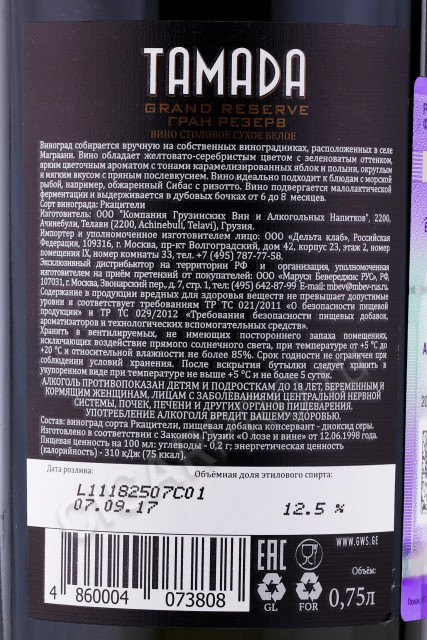 TAMADA
GRAND RESERVE
ГРАН РЕЗЕРВ
ВИНО СТОЛОВОЕ СУХОЕ БЕЛОЕ
Виноград собирается вручную на собственных виноградниках, расположенных в селе
Маграани. Вино обладает желтовато-серебристым цветом с зеленоватым оттенком,
ярким цветочным ароматом с тонами карамелизированных яблок и полыни, округлым
и мягким вкусом с пряным послевкусием. Вино идеально подходит к блюдам с морской
рыбой, например, обжаренный Сибас с ризотто. Вино подвергается малолактической
ферментации и выдерживается в дубовых бочках от 6 до 8 месяцев.
Сорт винограда: Ркацители
Изготовитель: ООО "Компания Грузинских Вин и Алкогольных Напитков", 2200,
Ачинебули, Телави (2200, Achinebuli, Telavi), Грузия.
Импортер и уполномоченное изготовителем лицо: ООО «Дельта клаб», Российская
Федерация, 109316, г. Москва, пр-кт Волгоградский, дом 42, корпус 23, этаж 2, номер
помещения IX, номер комнаты 33, тел. +7 (495) 787-77-58.
Эксклюзивный дистрибьютор на территории РФ и организация, уполномоченная
изготовителем на приём претензий от покупателей: ООО «Маруся Бевереджис РУС», РФ,
107031, г. Москва, Звонарский пер., д. 7, стр. 1, тел: (495) 642-87-99 E-mail: mbev@mbev-rus.ru.
Содержание в продукции вредных для здоровья веществ не превышает допустимые
уровни и соответствует требованиям ТР ТС 021/2011 «О безопасности пищевой
продукции» и ТР ТС 029/2012 «Требования безопасности пищевых добавок,
ароматизаторов и технологических вспомогательных средств».
Хранить в вентилируемых, не имеющих постороннего запаха помещениях,
исключающих воздействие прямого солнечного света, при температуре от +5 °С до
+20 °С и относительной влажности не более 85%. Срок годности не ограничен при
соблюдении условий хранения. После вскрытия бутылки следует хранить в
укупоренном виде при температуре не выше +5 °С и не более 5 суток.
АЛКОГОЛЬ ПРОТИВОПОКАЗАН ДЕТЯМ И ПОДРОСТКАМ ДО 18 ЛЕТ, БЕРЕМЕННЫМ И
КОРМЯЩИМ ЖЕНЩИНАМ, ЛИЦАМ С ЗАБОЛЕВАНИЯМИ ЦЕНТРАЛЬНОЙ НЕРВНОЙ
СИСТЕМЫ, ПОЧЕК, ПЕЧЕНИ И ДРУГИХ ОРГАНОВ ПИЩЕВАРЕНИЯ.
УПОТРЕБЛЕНИЕ АЛКОГОЛЯ ВРЕДИТ ВАШЕМУ ЗДОРОВЬЮ.
Состав: виноград сорта Ркацители, пищевая добавка консервант - диоксид серы.
Изготовлено в соответствии с Законом Грузии "О лозе и вине" от 12.06.1998 года.
Пищевая ценность на 100 мл: углеводы - 0,2 г; энергетическая ценность
(калорийность) - 310 кДж (75 ккал).
Дата розлива: Объёмная доля этилового спирта:
L11182507C01
07.09.17 12.5 %
EAC
WWW.GWS.GE
Объём:
GL FOR 0,75л
4 860004 073808